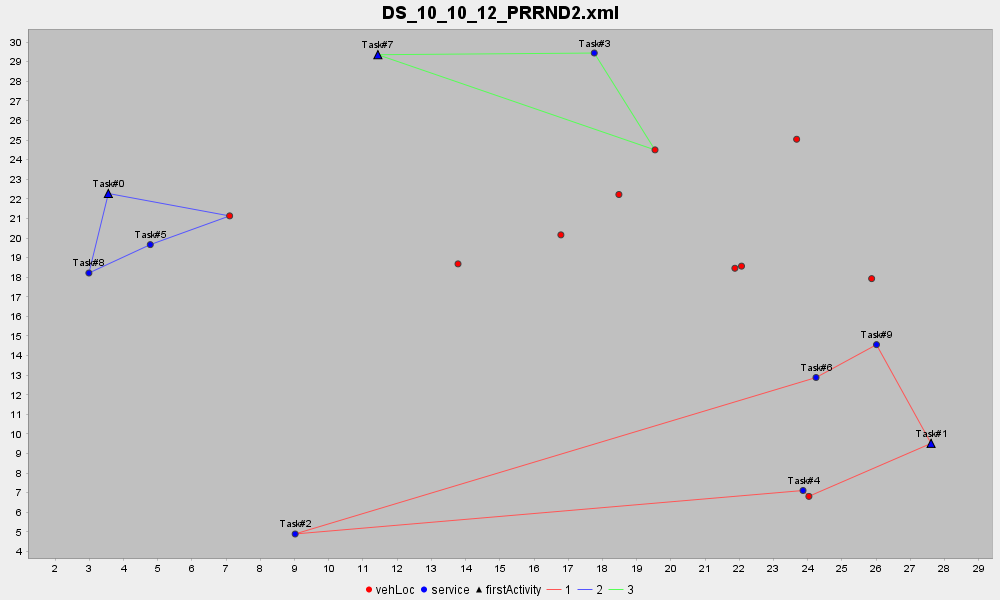 DS_10_10_12_PRRND2.xml
30
29
28
27
26
25
24
23
22
21
20
19
18
17
16
15
14
13
12
11
10
9
8
7
6
5
4
Task#7
Task#3
Task#0
Task#5
Task#8
Task#9
Task#6
Task#1
Task#4
Task#2
2 3 4 5 6 7 8 9 10 11 12 13 14 15 16 17 18 19 20 21 22 23 24 25 26 27 28 29
vehLoc service firstActivity 1 2 3